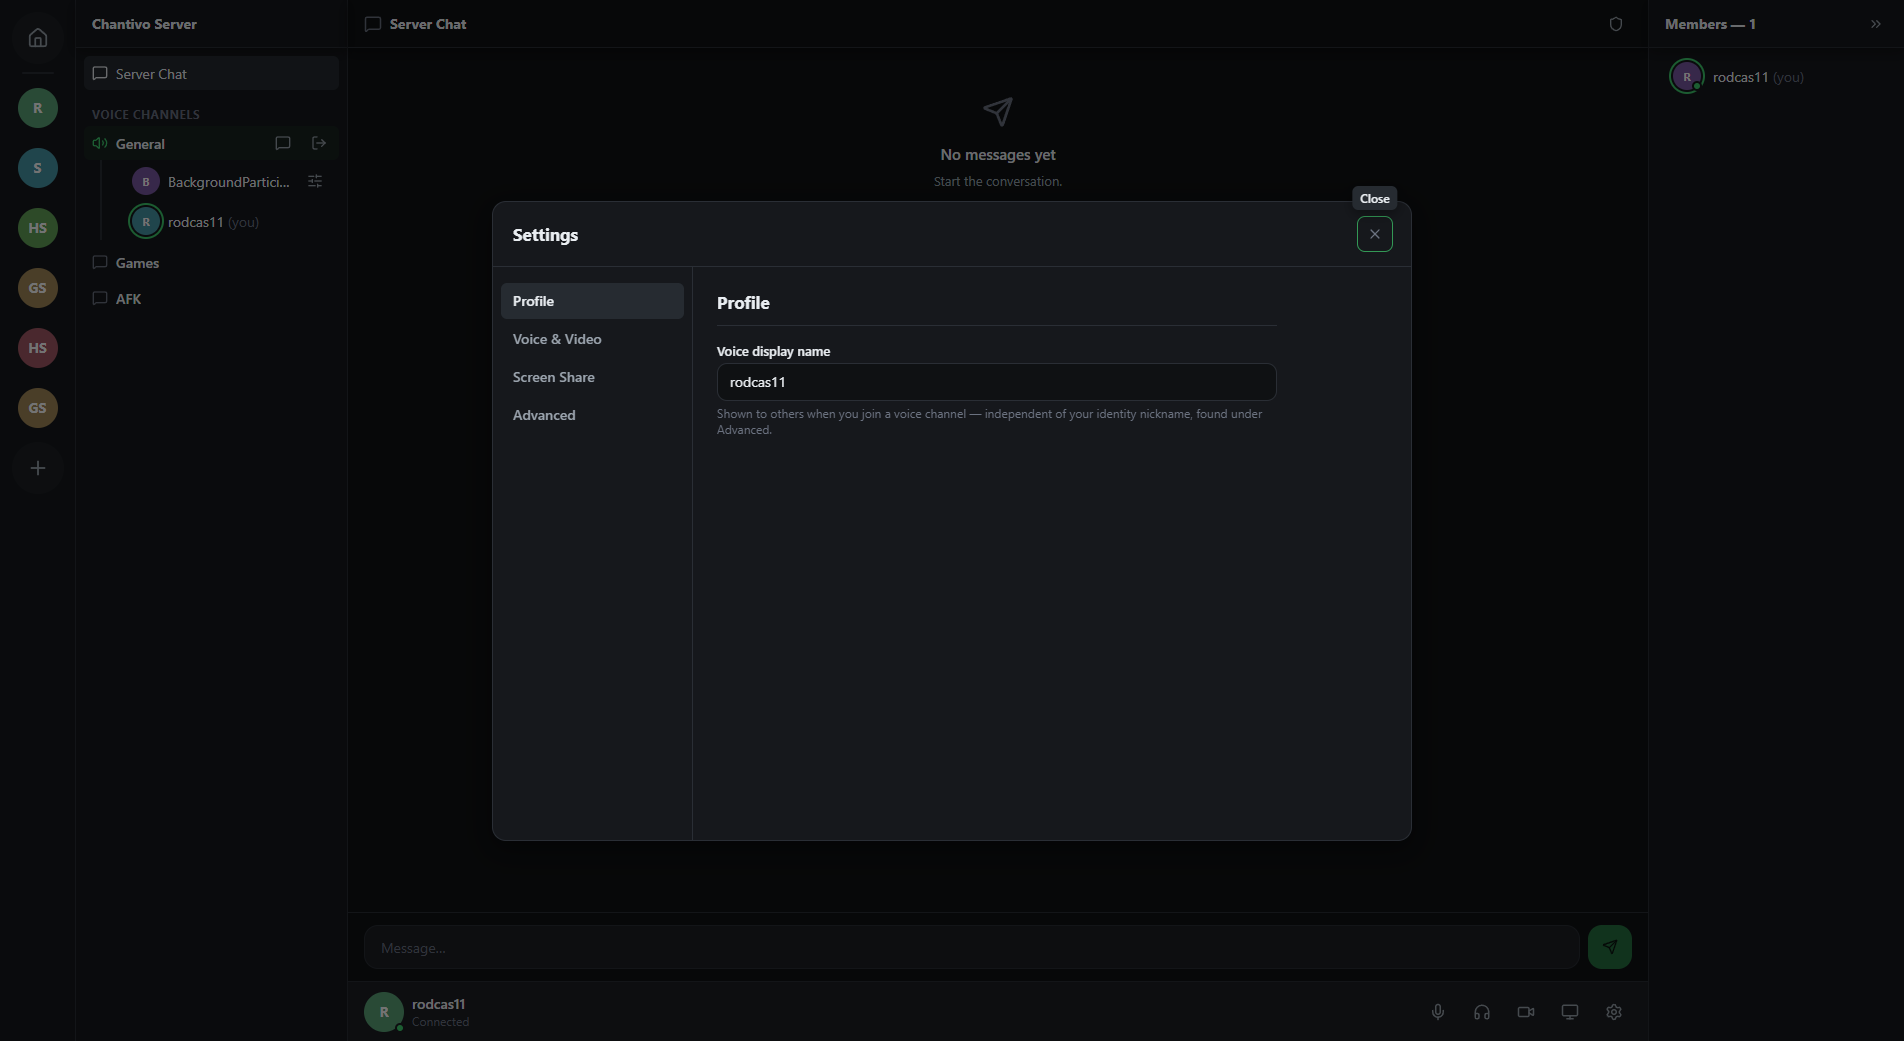 Chantivo Server
Server Chat
VOICE CHANNELS
General
B
BackgroundPartici...
R
rodcas11 (you)
Games
AFK
R
S
HS
GS
HS
GS
Server Chat
No messages yet
Start the conversation.
Members — 1
R
rodcas11 (you)
Close
Settings
Profile
Voice & Video
Screen Share
Advanced
Profile
Voice display name
rodcas11
Shown to others when you join a voice channel — independent of your identity nickname, found under
Advanced.
Message...
R
rodcas11
Connected